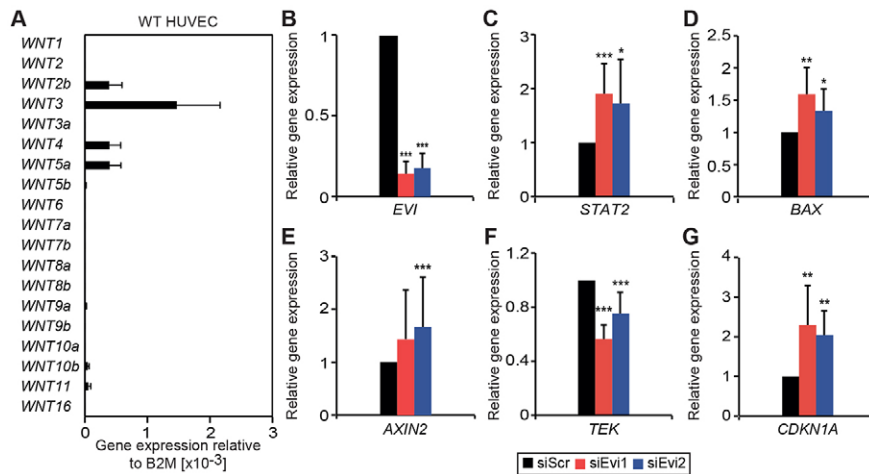 A
WT HUVEC
WNT1
WNT2
WNT2b
WNT3
WNT3a
WNT4
WNT5a
WNT5b
WNT6
WNT7a
WNT7b
WNT8a
WNT8b
WNT9a
WNT9b
WNT10a
WNT10b
WNT11
WNT16
0 1 2 3
Gene expression relative
to B2M [x10-3]
B
Relative gene expression
1
0.5
0
*** ***
EVI
C
Relative gene expression
3
2
1
0
*** *
STAT2
D
Relative gene expression
2.5
2
1.5
1
0.5
0
** *
BAX
E
Relative gene expression
3
2
1
0
***
AXIN2
F
Relative gene expression
1.2
0.8
0.4
0
*** ***
TEK
G
Relative gene expression
4
3
2
1
0
** **
CDKN1A
siScr siEvi1 siEvi2